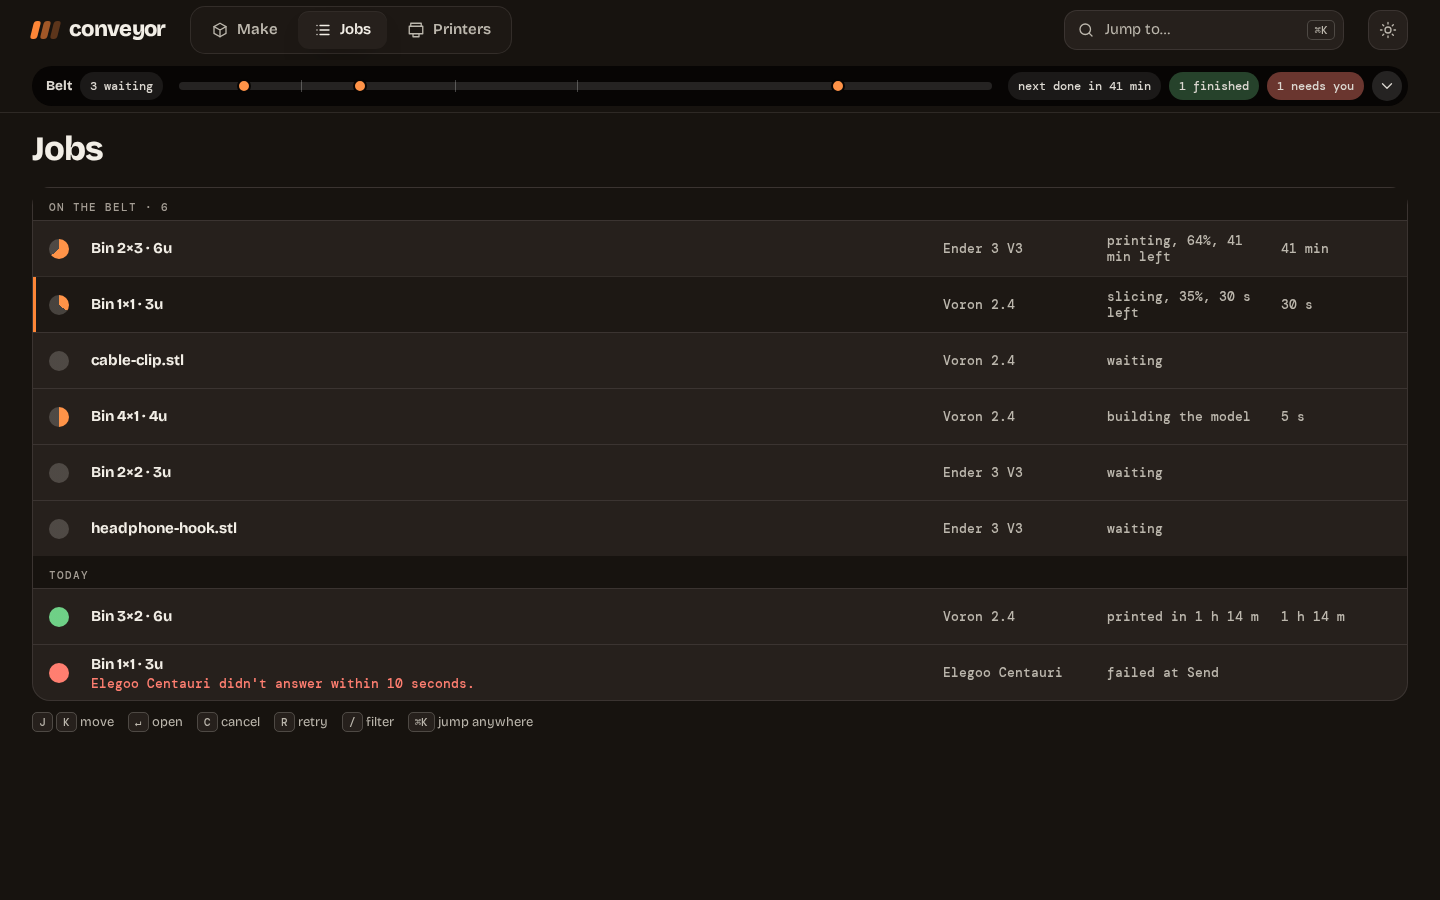 conveyor Make Jobs Printers Jump to... ⌘K
Belt 3 waiting next done in 41 min 1 finished 1 needs you
Jobs
ON THE BELT · 6
Bin 2×3 · 6u Ender 3 V3 printing, 64%, 41 min left 41 min
Bin 1×1 · 3u Voron 2.4 slicing, 35%, 30 s left 30 s
cable-clip.stl Voron 2.4 waiting
Bin 4×1 · 4u Voron 2.4 building the model 5 s
Bin 2×2 · 3u Ender 3 V3 waiting
headphone-hook.stl Ender 3 V3 waiting
TODAY
Bin 3×2 · 6u Voron 2.4 printed in 1 h 14 m 1 h 14 m
Bin 1×1 · 3u Elegoo Centauri failed at Send
Elegoo Centauri didn't answer within 10 seconds.
J K move ↵ open C cancel R retry / filter ⌘K jump anywhere